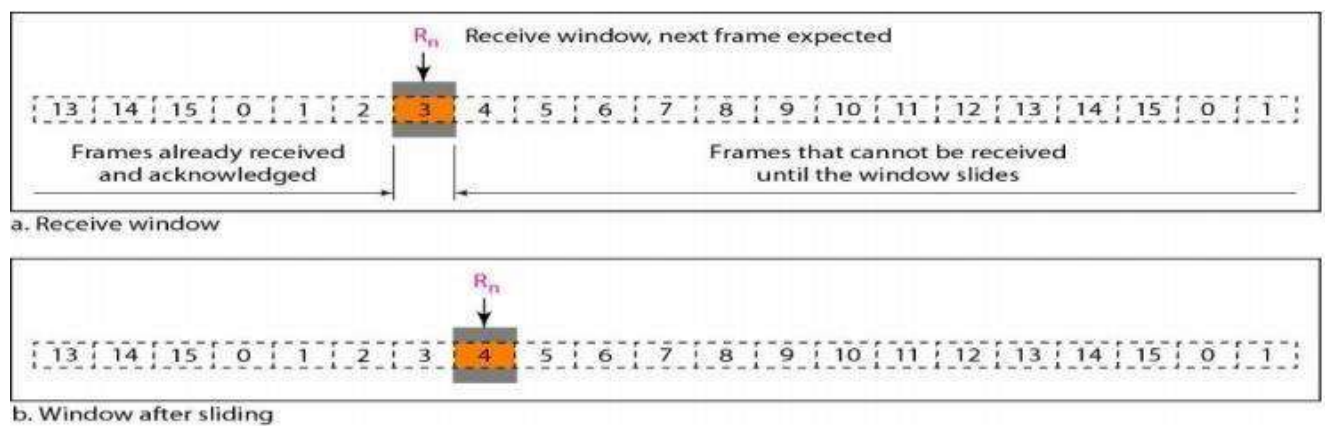 Rn Receive window, next frame expected
13 14 15 0 1 2 3 4 5 6 7 8 9 10 11 12 13 14 15 0 1
Frames already received
and acknowledged
Frames that cannot be received
until the window slides
a. Receive window
Rn
13 14 15 0 1 2 3 4 5 6 7 8 9 10 11 12 13 14 15 0 1
b. Window after sliding